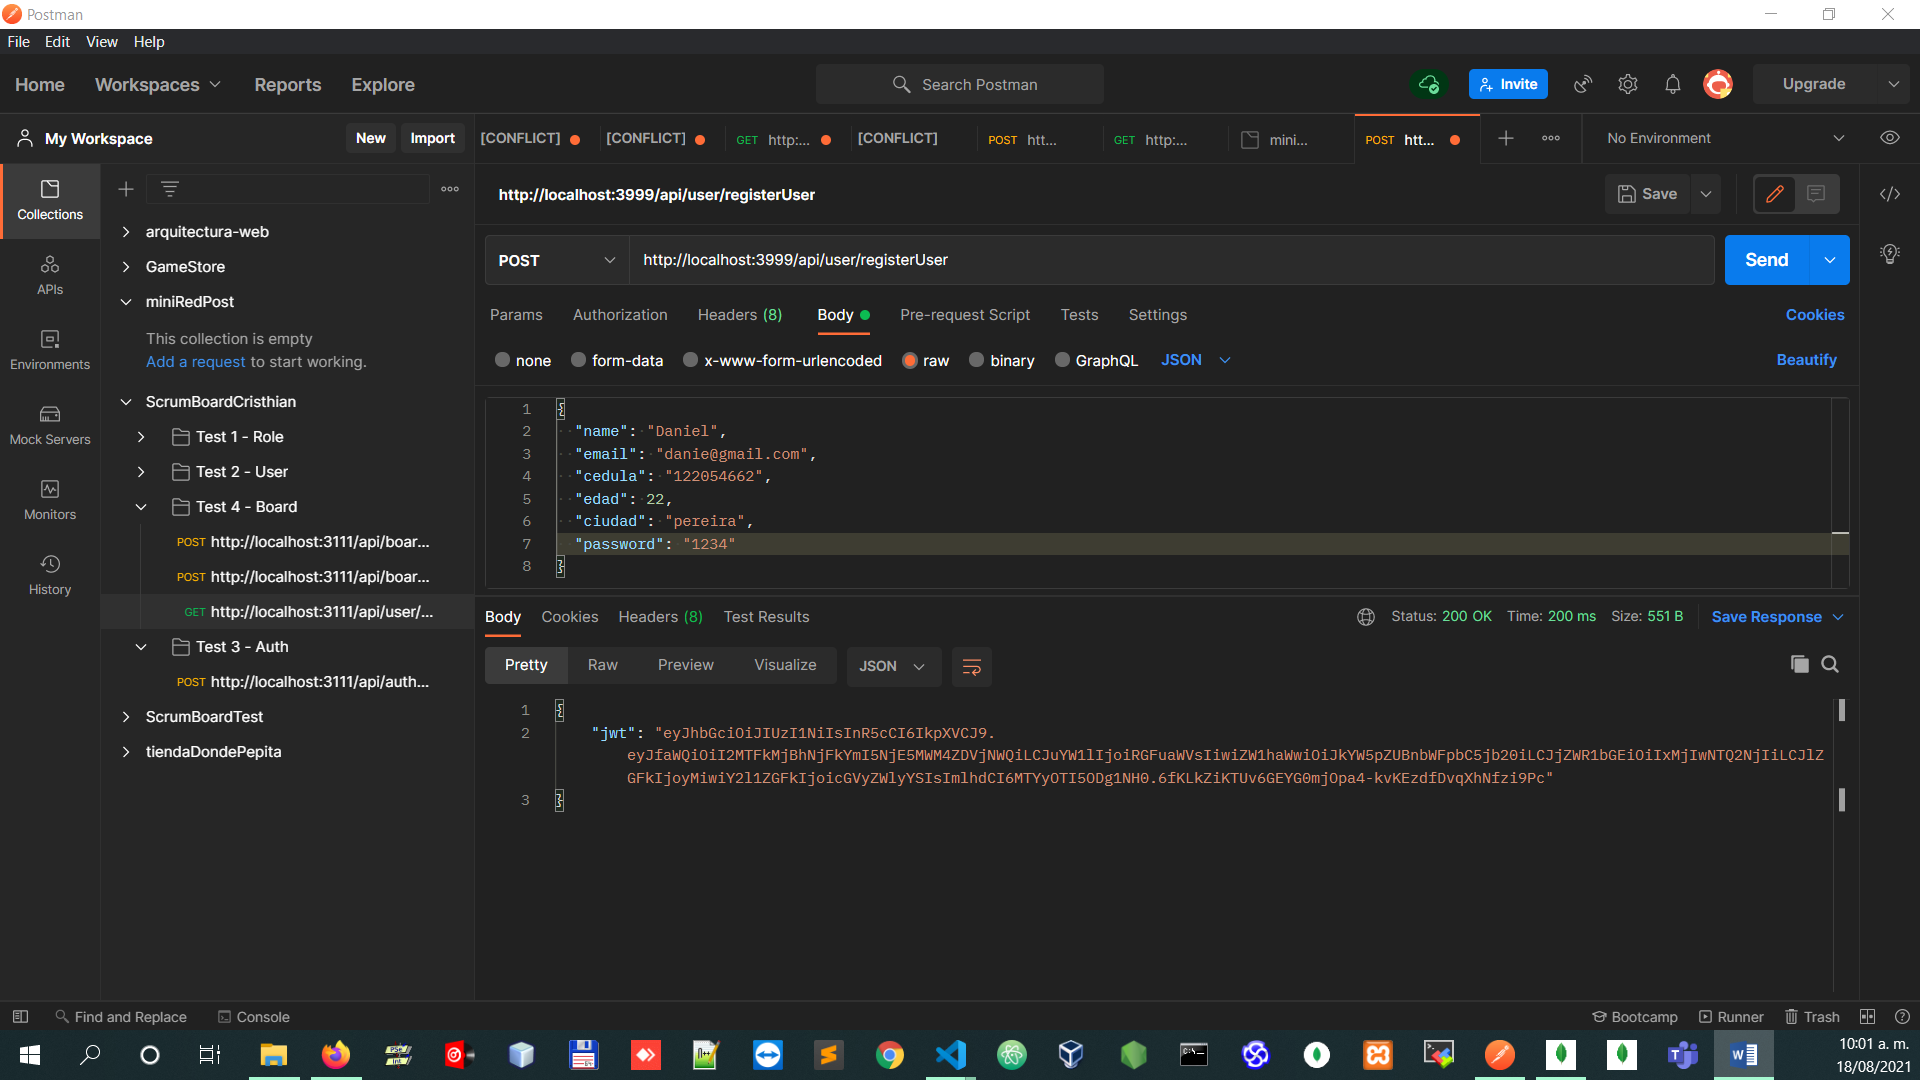 Postman
File Edit View Help
Home Workspaces Reports Explore
Search Postman
Invite
Upgrade
My Workspace
New Import
[CONFLICT] [CONFLICT] GET http:... [CONFLICT] POST htt... GET http:... mini... POST htt...
No Environment
Collections
APIs
Environments
Mock Servers
Monitors
History
arquitectura-web
GameStore
miniRedPost
This collection is empty
Add a request to start working.
ScrumBoardCristhian
Test 1 - Role
Test 2 - User
Test 4 - Board
POST http://localhost:3111/api/boar...
POST http://localhost:3111/api/boar...
GET http://localhost:3111/api/user/...
Test 3 - Auth
POST http://localhost:3111/api/auth...
ScrumBoardTest
tiendaDondePepita
http://localhost:3999/api/user/registerUser
Save
POST http://localhost:3999/api/user/registerUser
Send
Params Authorization Headers (8) Body Pre-request Script Tests Settings Cookies
none form-data x-www-form-urlencoded raw binary GraphQL JSON Beautify
1 {
2 "name": "Daniel",
3 "email": "danie@gmail.com",
4 "cedula": "122054662",
5 "edad": 22,
6 "ciudad": "pereira",
7 "password": "1234"
8 }
Body Cookies Headers (8) Test Results
Status: 200 OK Time: 200 ms Size: 551 B Save Response
Pretty Raw Preview Visualize JSON
1 {
2 "jwt": "eyJhbGciOiJIUzI1NiIsInR5cCI6IkpXVCJ9.
eyJfaWQiOiI2MTFkMjBhNjFkYmI5NjE5MWM4ZDVjNWQiLCJuYW1lIjoiRGFuaWVsIiwiZW1haWwiOiJkYW5pZUBnbWFpbC5jb20iLCJjZWR1bGEiOiIxMjIwNTQ2NjIiLCJlZ
GFkIjoyMiwiY2l1ZGFkIjoicGVyZWlyYSIsImlhdCI6MTYyOTI5ODg1NH0.6fKLkZiKTUv6GEYG0mjOpa4-kvKEzdfDvqXhNfzi9Pc"
3 }
Find and Replace Console
Bootcamp Runner Trash
10:01 a. m.
18/08/2021